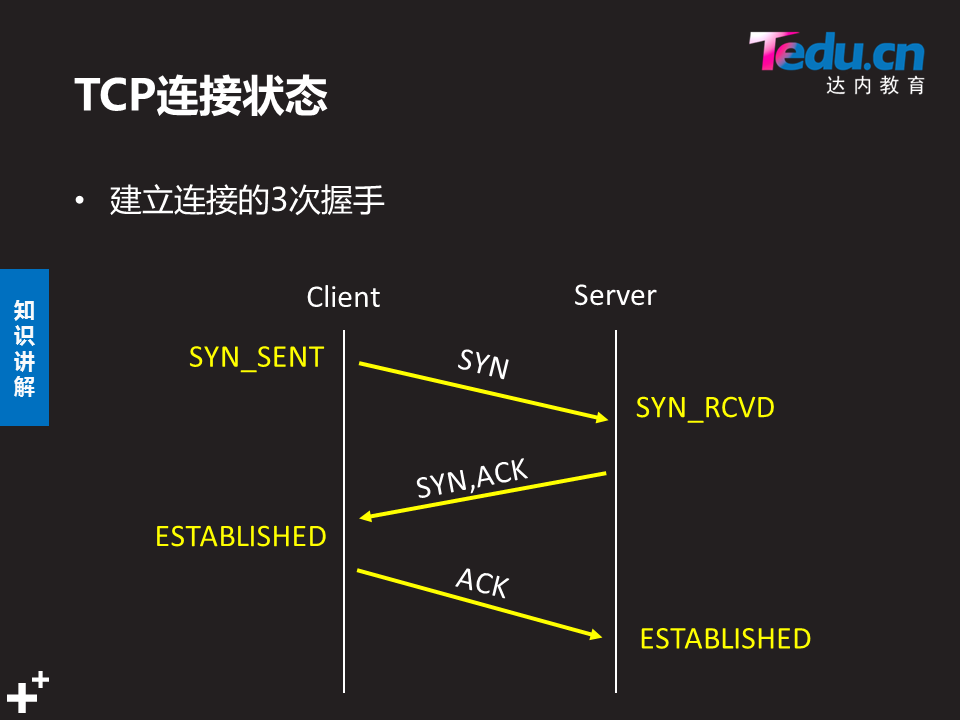 Tedu.cn
达内教育
TCP连接状态
• 建立连接的3次握手
知识讲解
Client
Server
SYN_SENT
SYN
SYN_RCVD
SYN,ACK
ESTABLISHED
ACK
ESTABLISHED